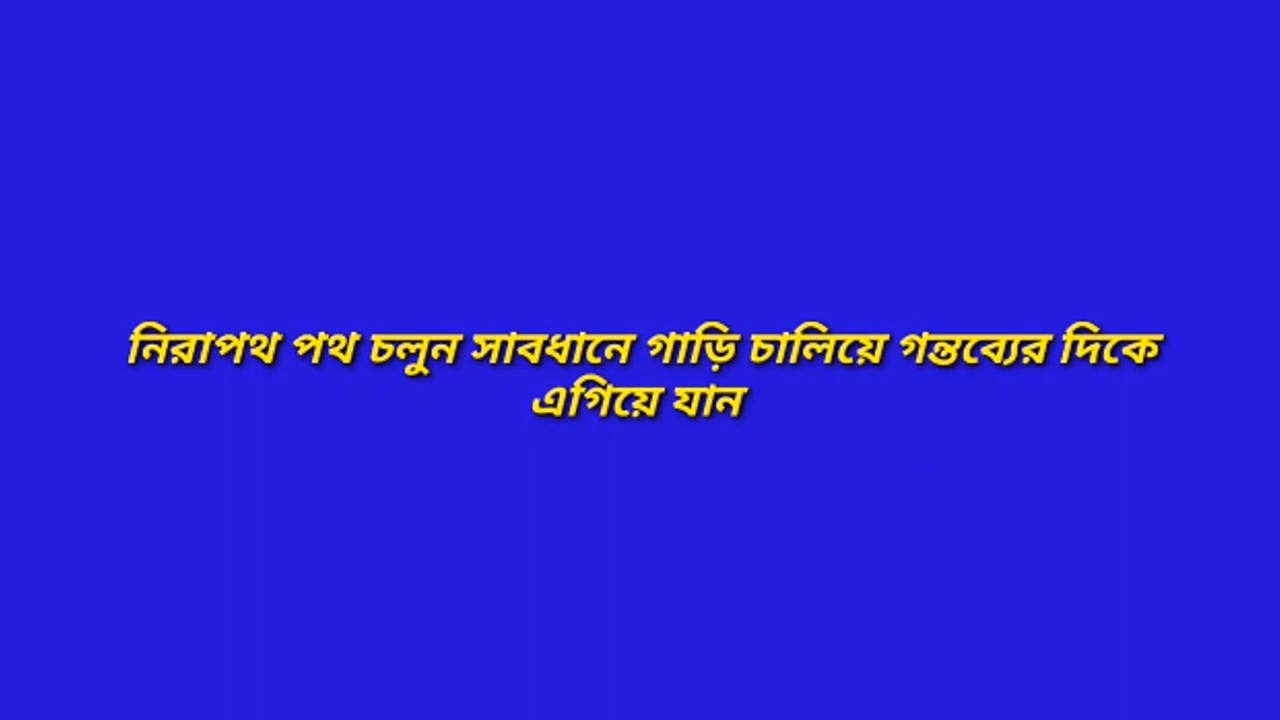 নিরাপথ পথ চলুন সাবধানে গাড়ি চালিয়ে গন্তব্যের দিকে
এগিয়ে যান